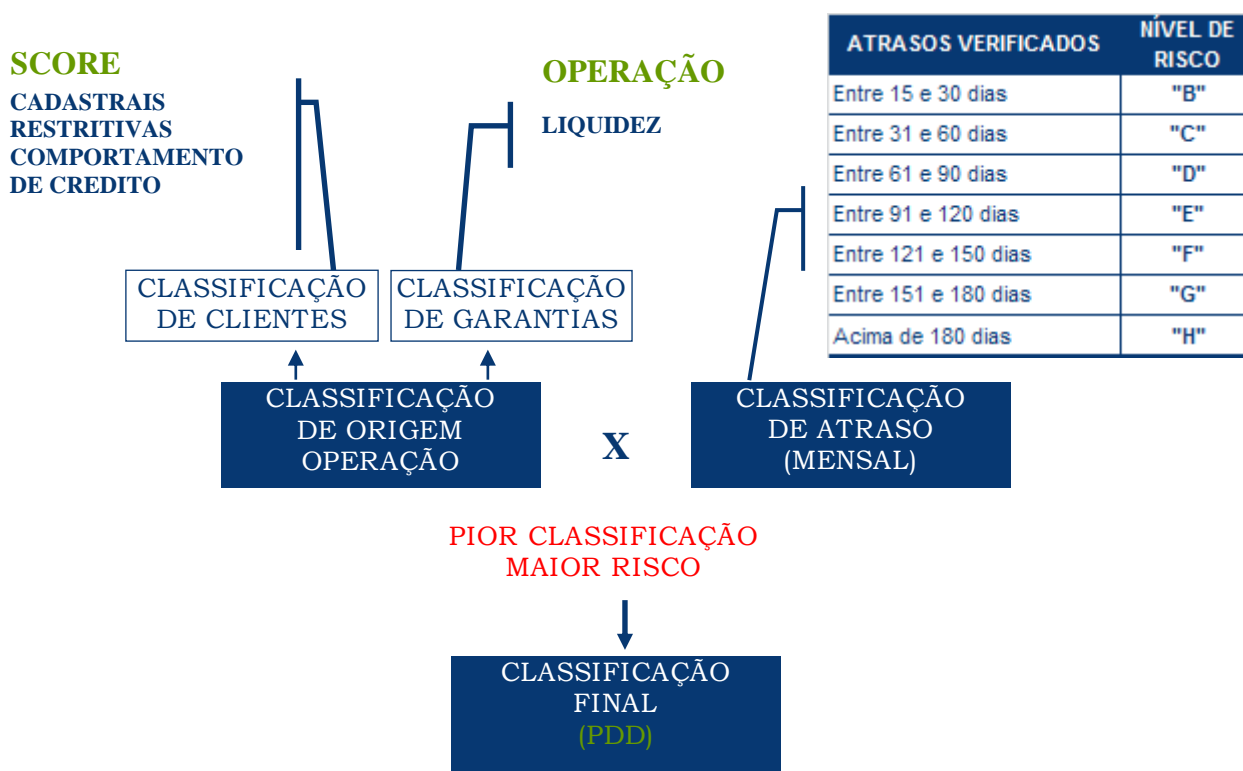 SCORE
CADASTRAIS
RESTRITIVAS
COMPORTAMENTO
DE CREDITO
OPERAÇÃO
LIQUIDEZ
ATRASOS VERIFICADOS NÍVEL DE RISCO
Entre 15 e 30 dias "B"
Entre 31 e 60 dias "C"
Entre 61 e 90 dias "D"
Entre 91 e 120 dias "E"
Entre 121 e 150 dias "F"
Entre 151 e 180 dias "G"
Acima de 180 dias "H"
CLASSIFICAÇÃO
DE CLIENTES
CLASSIFICAÇÃO
DE GARANTIAS
CLASSIFICAÇÃO
DE ORIGEM
OPERAÇÃO
X
CLASSIFICAÇÃO
DE ATRASO
(MENSAL)
PIOR CLASSIFICAÇÃO
MAIOR RISCO
CLASSIFICAÇÃO
FINAL
(PDD)